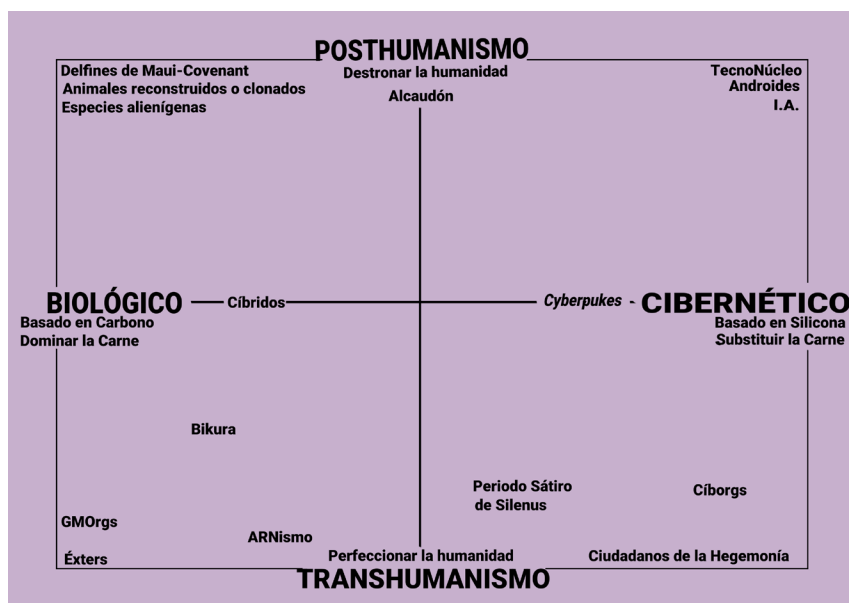 POSTHUMANISMO
Destronar la humanidad
Alcaudón
Delfines de Maui-Covenant
Animales reconstruidos o clonados
Especies alienígenas
TecnoNúcleo
Androides
I.A.
BIOLÓGICO
Basado en Carbono
Dominar la Carne
Cíbridos
Cyberpukes
CIBERNÉTICO
Basado en Silicona
Substituir la Carne
Bikura
GMOrgs
Éxters
ARNismo
Periodo Sátiro
de Silenus
Cíborgs
Perfeccionar la humanidad
Ciudadanos de la Hegemonía
TRANSHUMANISMO